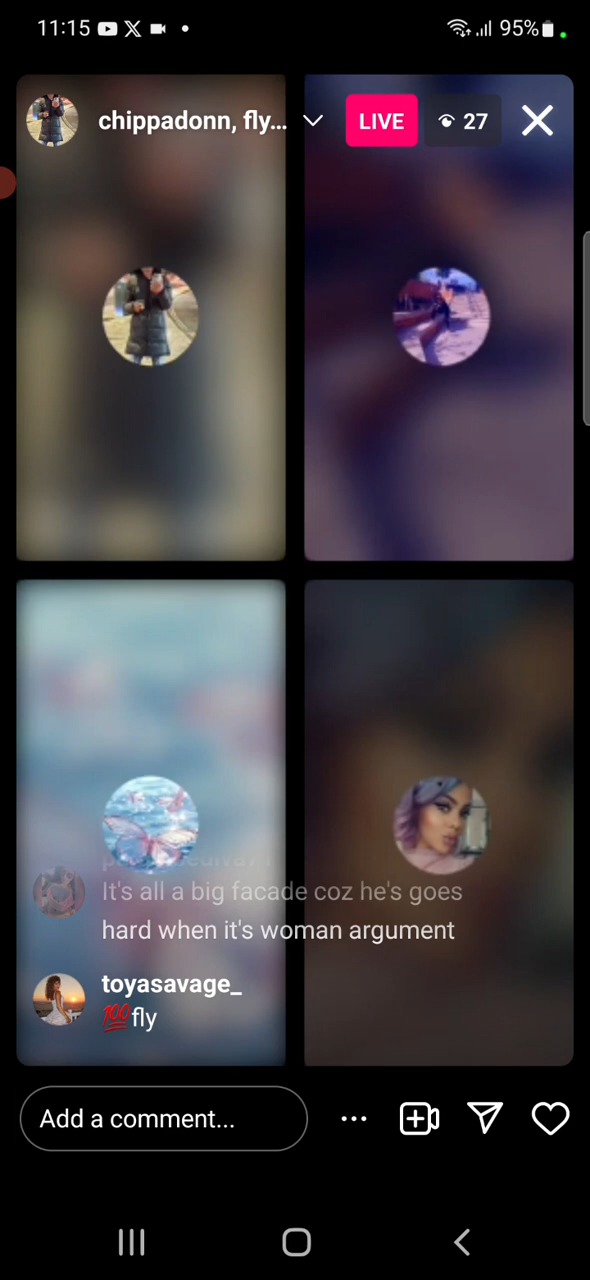 11:15
95%
chippadonn, fly...
LIVE
27
It's all a big facade coz he's goes
hard when it's woman argument
toyasavage_
💯fly
Add a comment...